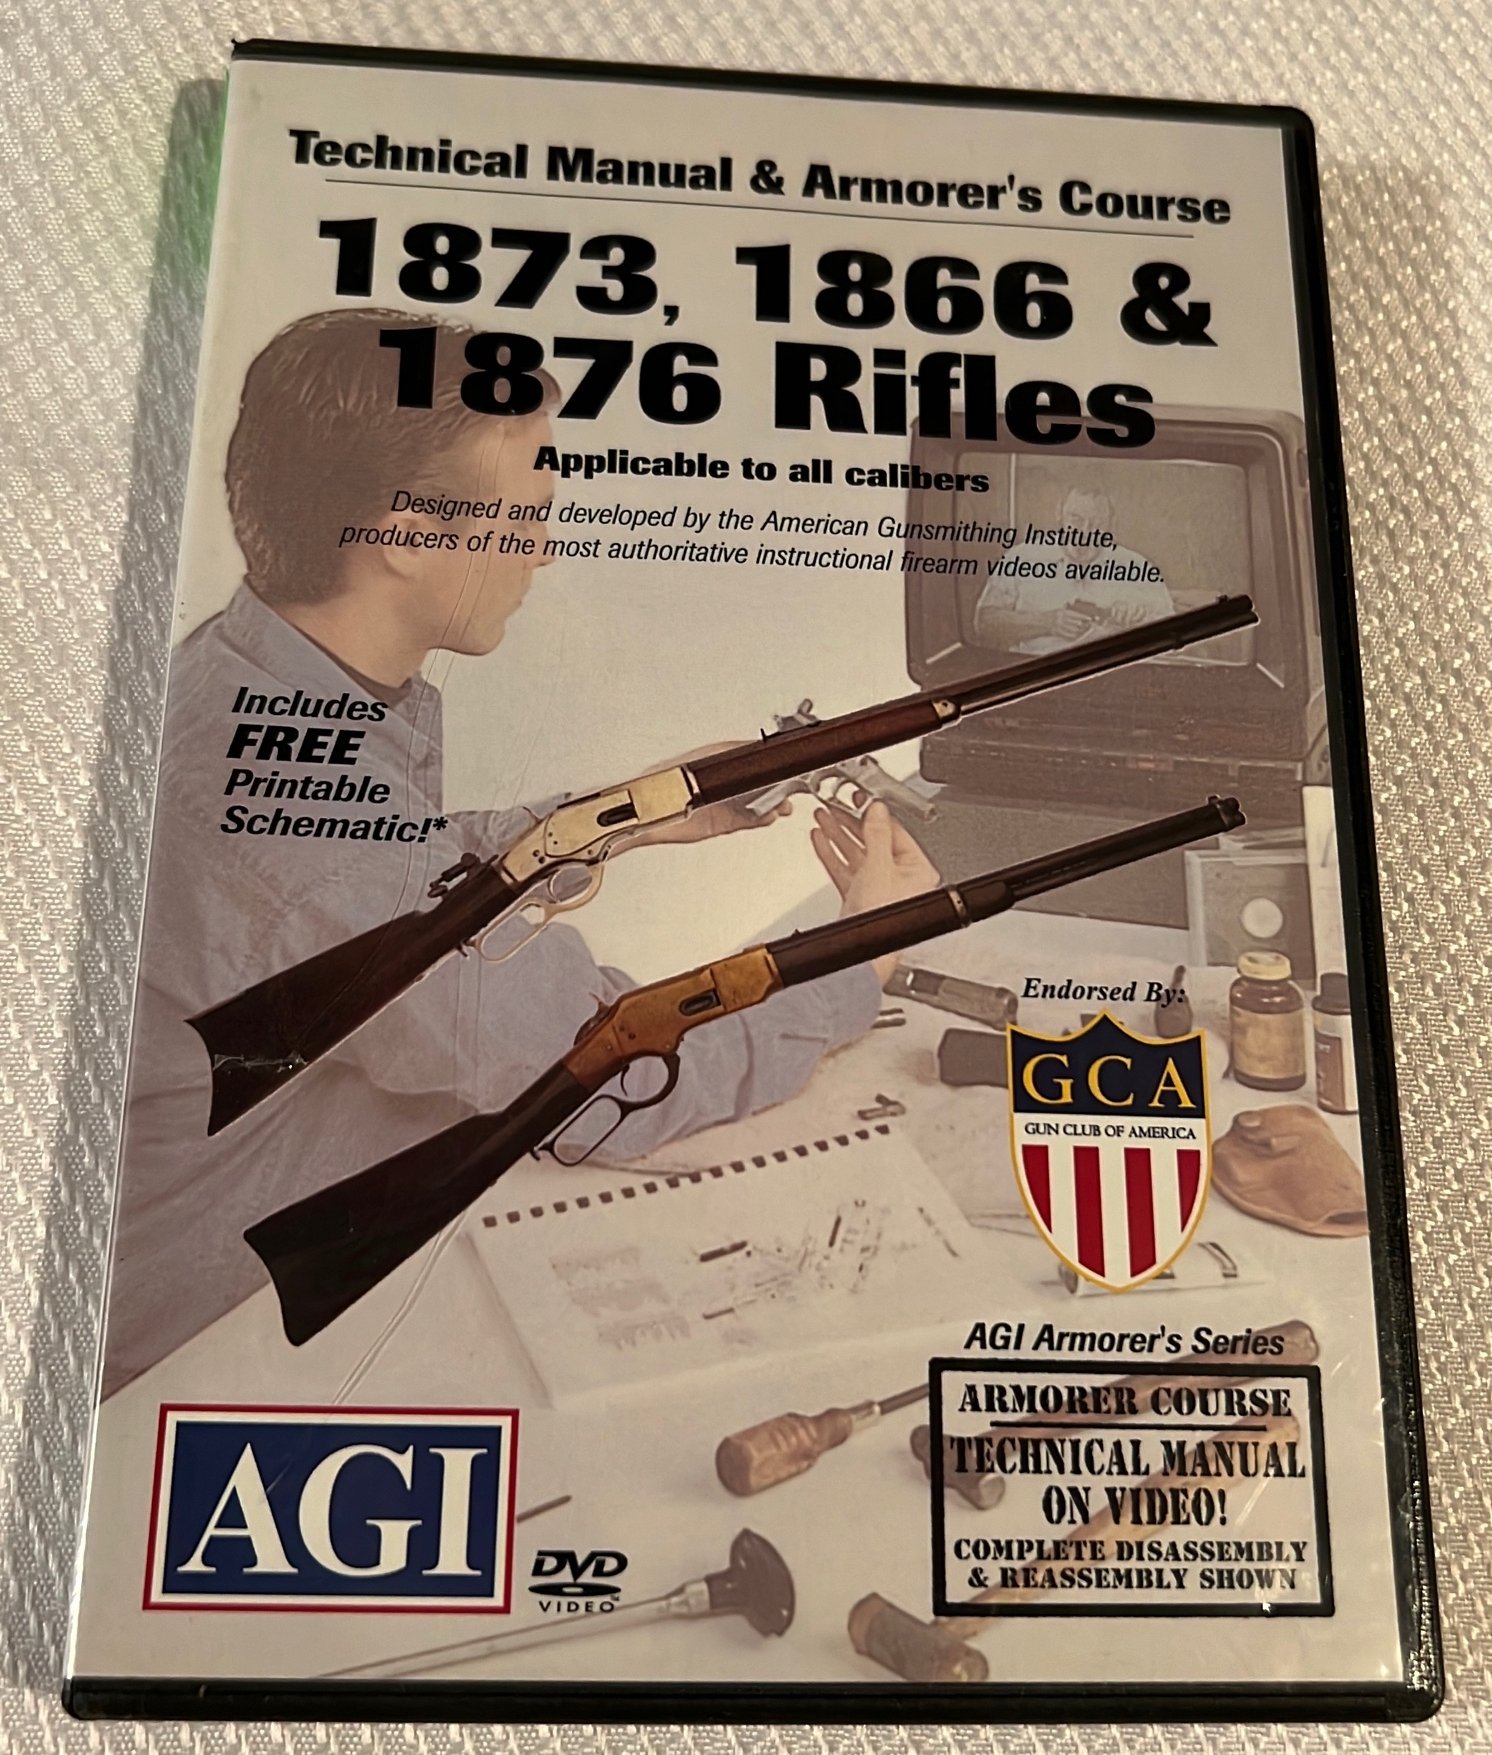 Technical Manual & Armorer's Course
1873, 1866 &
1876 Rifles
Applicable to all calibers
Designed and developed by the American Gunsmithing Institute,
producers of the most authoritative instructional firearm videos available.
Includes
FREE
Printable
Schematic!*
Endorsed By:
GCA
GUN CLUB OF AMERICA
AGI Armorer's Series
ARMORER COURSE
TECHNICAL MANUAL
ON VIDEO!
COMPLETE DISASSEMBLY
& REASSEMBLY SHOWN
AGI
DVD
VIDEO™